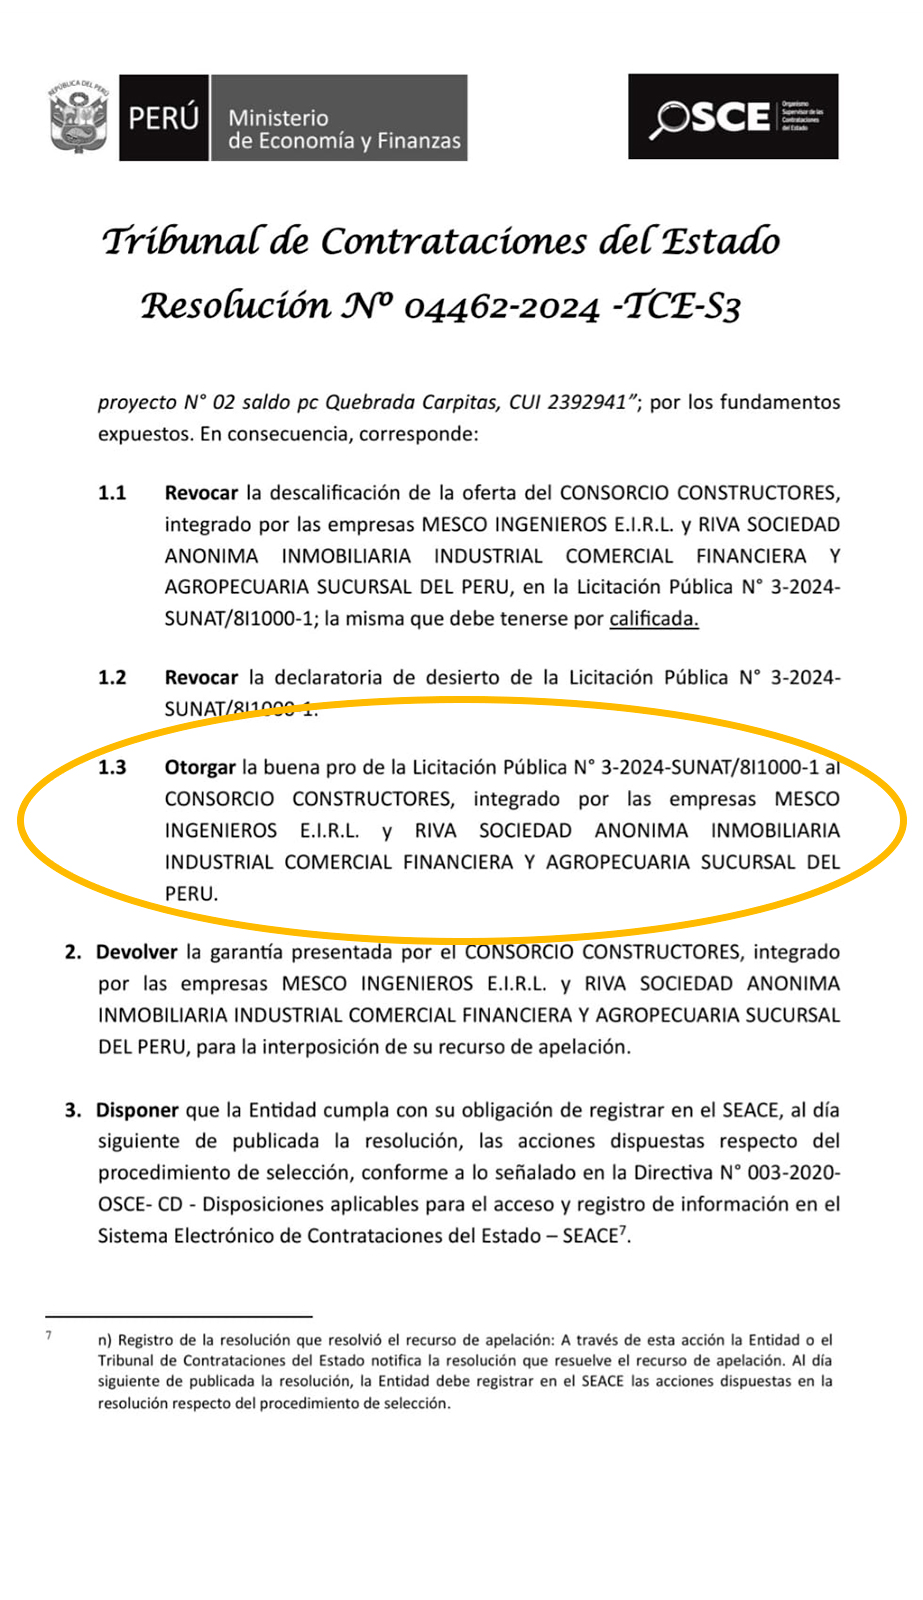 REPÚBLICA DEL PERÚ
PERÚ
Ministerio
de Economía y Finanzas
OSCE
Organismo
Supervisor de las
Contrataciones
del Estado
Tribunal de Contrataciones del Estado
Resolución Nº 04462-2024 -TCE-S3
proyecto N° 02 saldo pc Quebrada Carpitas, CUI 2392941”; por los fundamentos
expuestos. En consecuencia, corresponde:
1.1 Revocar la descalificación de la oferta del CONSORCIO CONSTRUCTORES,
integrado por las empresas MESCO INGENIEROS E.I.R.L. y RIVA SOCIEDAD
ANONIMA INMOBILIARIA INDUSTRIAL COMERCIAL FINANCIERA Y
AGROPECUARIA SUCURSAL DEL PERU, en la Licitación Pública N° 3-2024-
SUNAT/8I1000-1; la misma que debe tenerse por calificada.
1.2 Revocar la declaratoria de desierto de la Licitación Pública N° 3-2024-
SUNAT/8I1000-1.
1.3 Otorgar la buena pro de la Licitación Pública N° 3-2024-SUNAT/8I1000-1 al
CONSORCIO CONSTRUCTORES, integrado por las empresas MESCO
INGENIEROS E.I.R.L. y RIVA SOCIEDAD ANONIMA INMOBILIARIA
INDUSTRIAL COMERCIAL FINANCIERA Y AGROPECUARIA SUCURSAL DEL
PERU.
2. Devolver la garantía presentada por el CONSORCIO CONSTRUCTORES, integrado
por las empresas MESCO INGENIEROS E.I.R.L. y RIVA SOCIEDAD ANONIMA
INMOBILIARIA INDUSTRIAL COMERCIAL FINANCIERA Y AGROPECUARIA SUCURSAL
DEL PERU, para la interposición de su recurso de apelación.
3. Disponer que la Entidad cumpla con su obligación de registrar en el SEACE, al día
siguiente de publicada la resolución, las acciones dispuestas respecto del
procedimiento de selección, conforme a lo señalado en la Directiva N° 003-2020-
OSCE- CD - Disposiciones aplicables para el acceso y registro de información en el
Sistema Electrónico de Contrataciones del Estado – SEACE7.
7 n) Registro de la resolución que resolvió el recurso de apelación: A través de esta acción la Entidad o el
Tribunal de Contrataciones del Estado notifica la resolución que resuelve el recurso de apelación. Al día
siguiente de publicada la resolución, la Entidad debe registrar en el SEACE las acciones dispuestas en la
resolución respecto del procedimiento de selección.